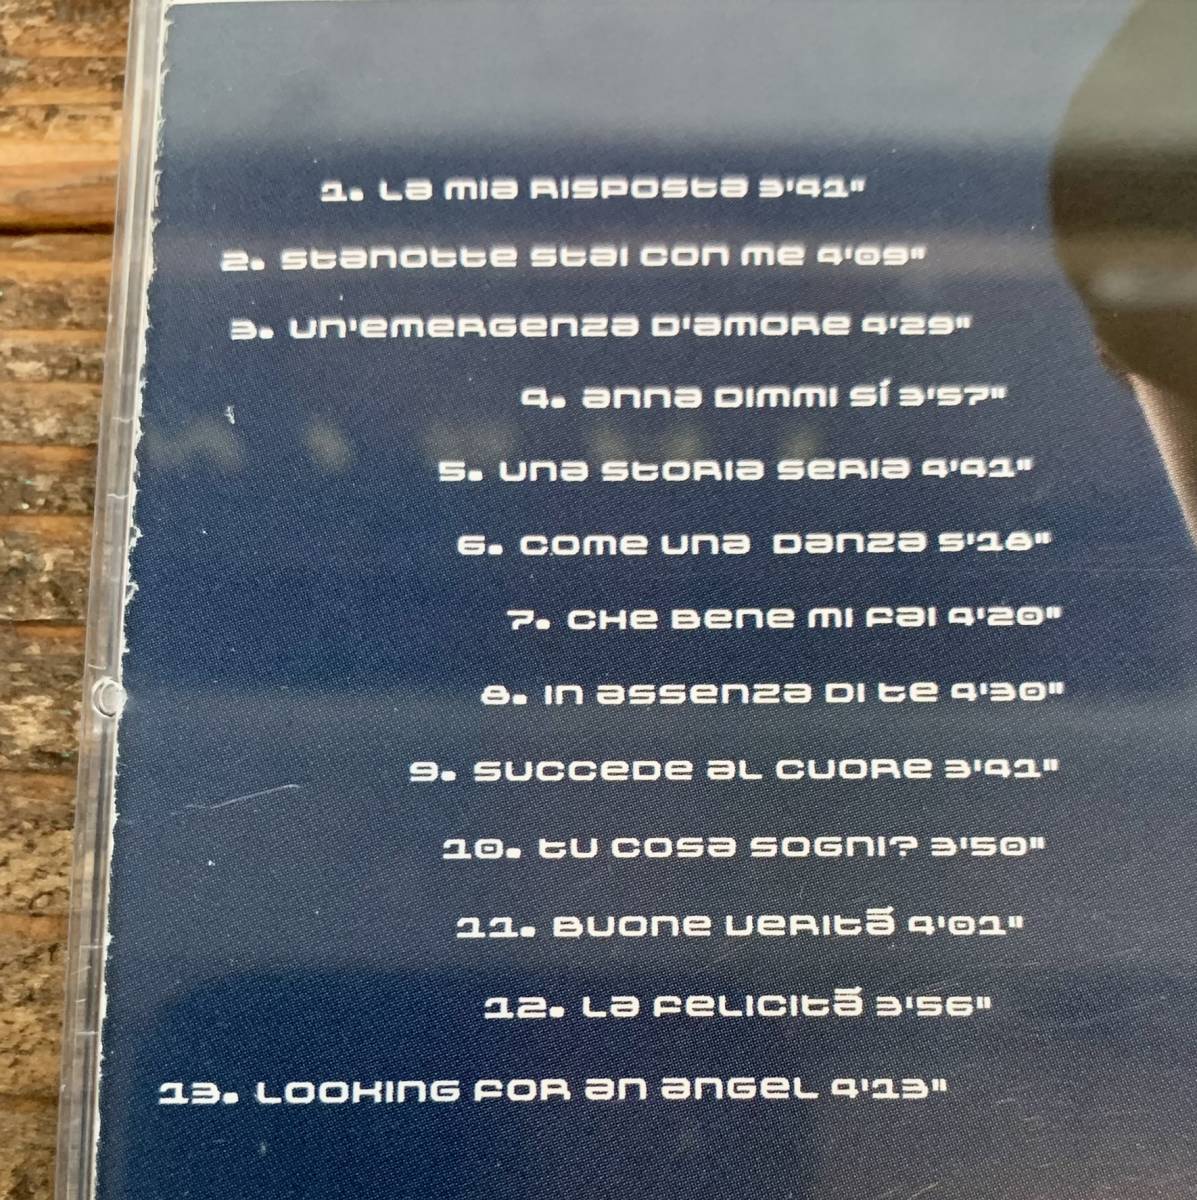 1. La mia risposta 3'41"
2. Stanotte stai con me 4'09"
3. Un'emergenza d'amore 4'29"
4. Anna dimmi sí 3'57"
5. Una storia seria 4'41"
6. Come una danza 5'18"
7. Che bene mi fai 4'20"
8. In assenza di te 4'30"
9. Succede al cuore 3'41"
10. Tu cosa sogni? 3'50"
11. Buone veritã 4'01"
12. La felicitã 3'56"
13. Looking for an angel 4'13"